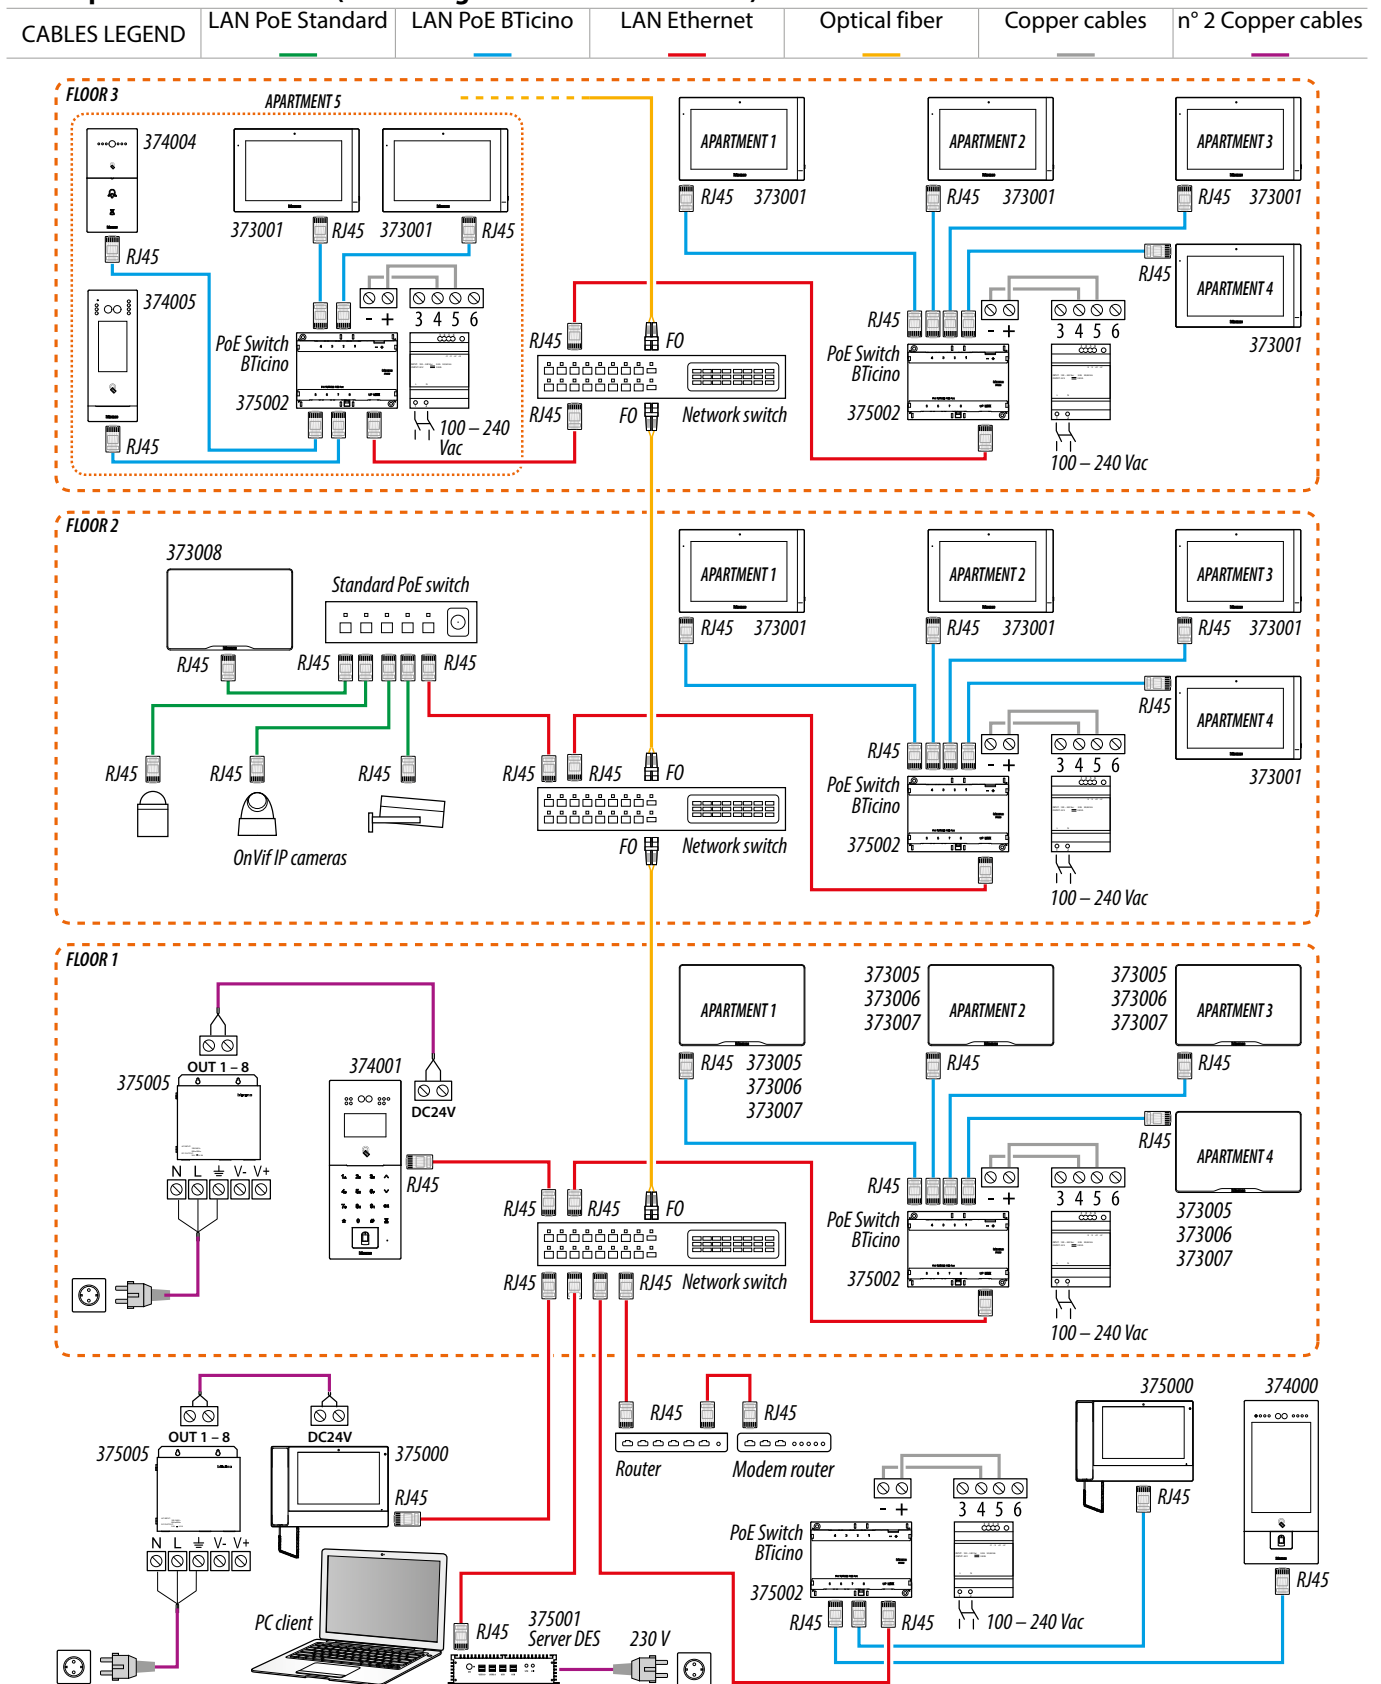 CABLES LEGEND
LAN PoE Standard
LAN PoE BTicino
LAN Ethernet
Optical fiber
Copper cables
n° 2 Copper cables
FLOOR 3
APARTMENT 5
374004
373001
RJ45
373001
RJ45
RJ45
374005
- +
3 4 5 6
PoE Switch
BTicino
375002
100 – 240
Vac
RJ45
RJ45
FO
RJ45
FO
Network switch
APARTMENT 1
RJ45
373001
APARTMENT 2
RJ45
373001
APARTMENT 3
RJ45
373001
RJ45
APARTMENT 4
373001
RJ45
- +
3 4 5 6
PoE Switch
BTicino
375002
100 – 240 Vac
FLOOR 2
373008
Standard PoE switch
RJ45
RJ45
RJ45
RJ45
RJ45
RJ45
OnVif IP cameras
RJ45
RJ45
FO
FO
Network switch
APARTMENT 1
RJ45
373001
APARTMENT 2
RJ45
373001
APARTMENT 3
RJ45
373001
RJ45
APARTMENT 4
373001
RJ45
- +
3 4 5 6
PoE Switch
BTicino
375002
100 – 240 Vac
FLOOR 1
OUT 1 – 8
375005
N L V- V+
374001
DC24V
RJ45
RJ45
RJ45
FO
RJ45
RJ45
Network switch
APARTMENT 1
RJ45
373005
373006
373007
373005
373006
373007
APARTMENT 2
RJ45
373005
373006
373007
APARTMENT 3
RJ45
RJ45
APARTMENT 4
373005
373006
373007
RJ45
- +
3 4 5 6
PoE Switch
BTicino
375002
100 – 240 Vac
OUT 1 – 8
375005
N L V- V+
DC24V
375000
RJ45
PC client
RJ45
375001
Server DES
230 V
RJ45
RJ45
Router
Modem router
- +
3 4 5 6
PoE Switch
BTicino
375002
RJ45
RJ45
100 – 240 Vac
375000
RJ45
374000
RJ45